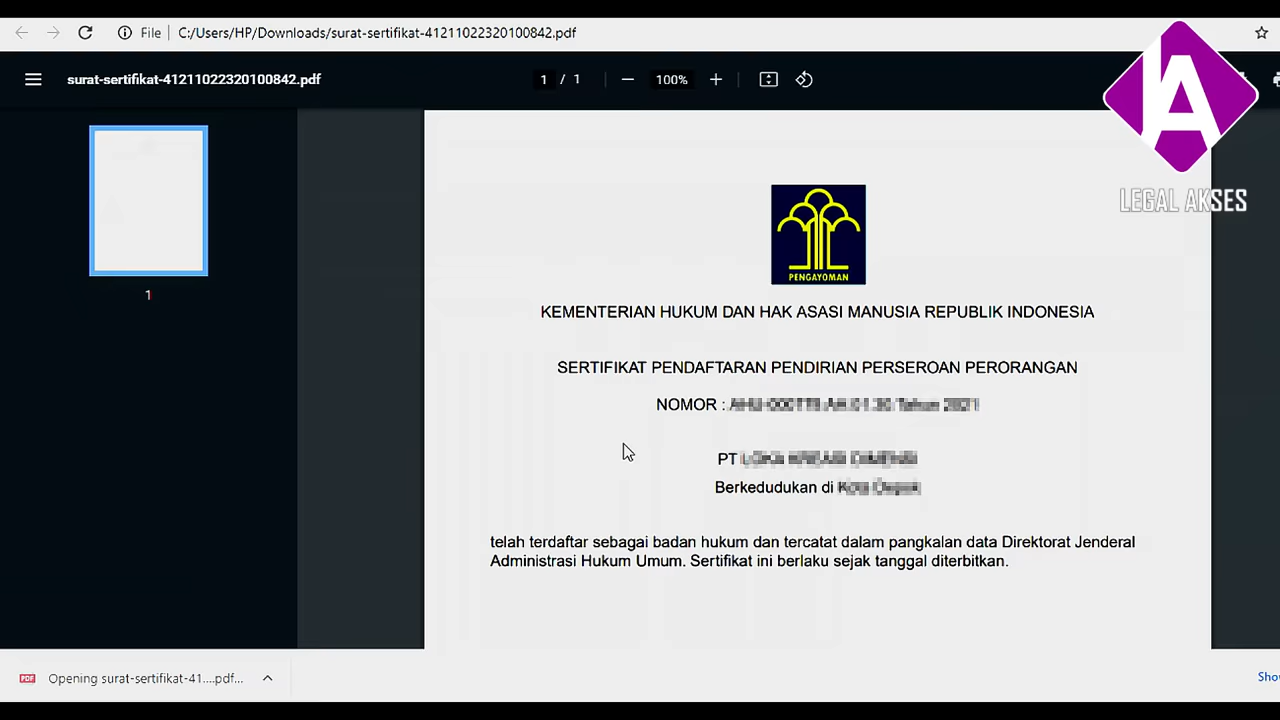 File C:/Users/HP/Downloads/surat-sertifikat-41211022320100842.pdf
surat-sertifikat-41211022320100842.pdf
1 / 1
100%
LEGAL AKSES
1
PENGAYOMAN
KEMENTERIAN HUKUM DAN HAK ASASI MANUSIA REPUBLIK INDONESIA
SERTIFIKAT PENDAFTARAN PENDIRIAN PERSEROAN PERORANGAN
NOMOR :
PT
Berkedudukan di
telah terdaftar sebagai badan hukum dan tercatat dalam pangkalan data Direktorat Jenderal
Administrasi Hukum Umum. Sertifikat ini berlaku sejak tanggal diterbitkan.
PDF Opening surat-sertifikat-41....pdf...